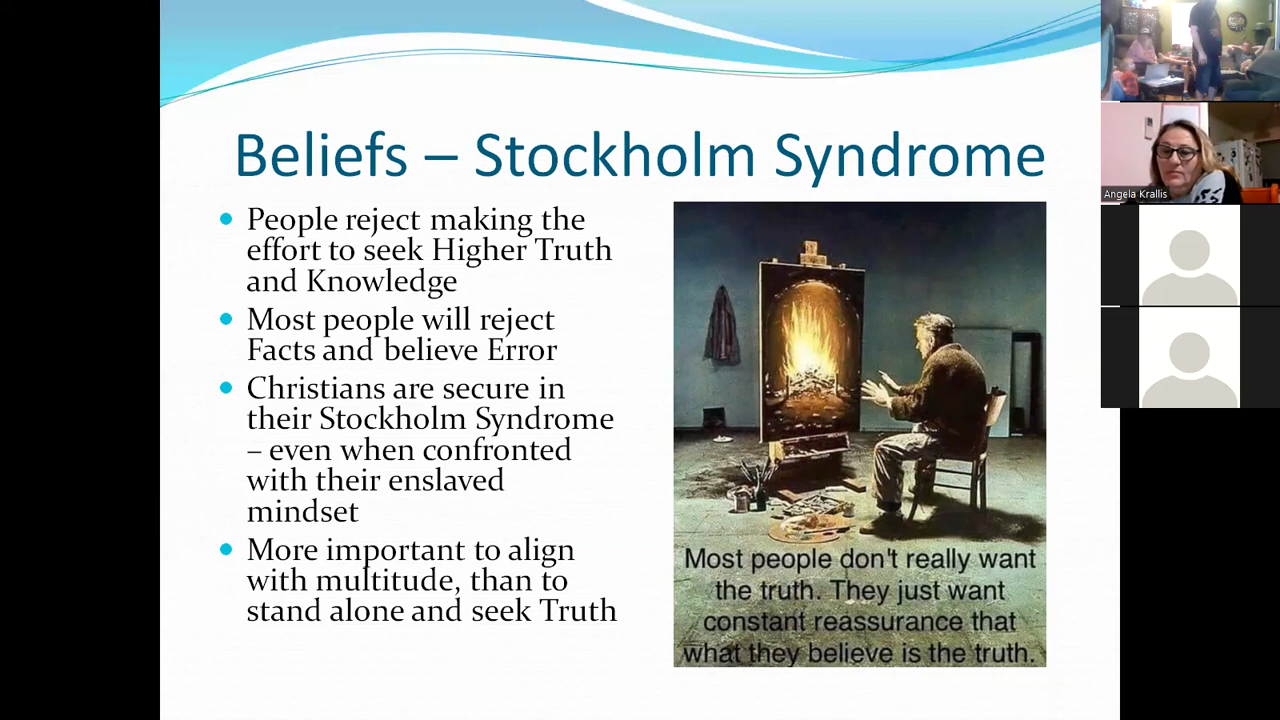 Beliefs – Stockholm Syndrome
People reject making the
effort to seek Higher Truth
and Knowledge
Most people will reject
Facts and believe Error
Christians are secure in
their Stockholm Syndrome
– even when confronted
with their enslaved
mindset
More important to align
with multitude, than to
stand alone and seek Truth
Most people don't really want
the truth. They just want
constant reassurance that
what they believe is the truth.
Angela Krallis